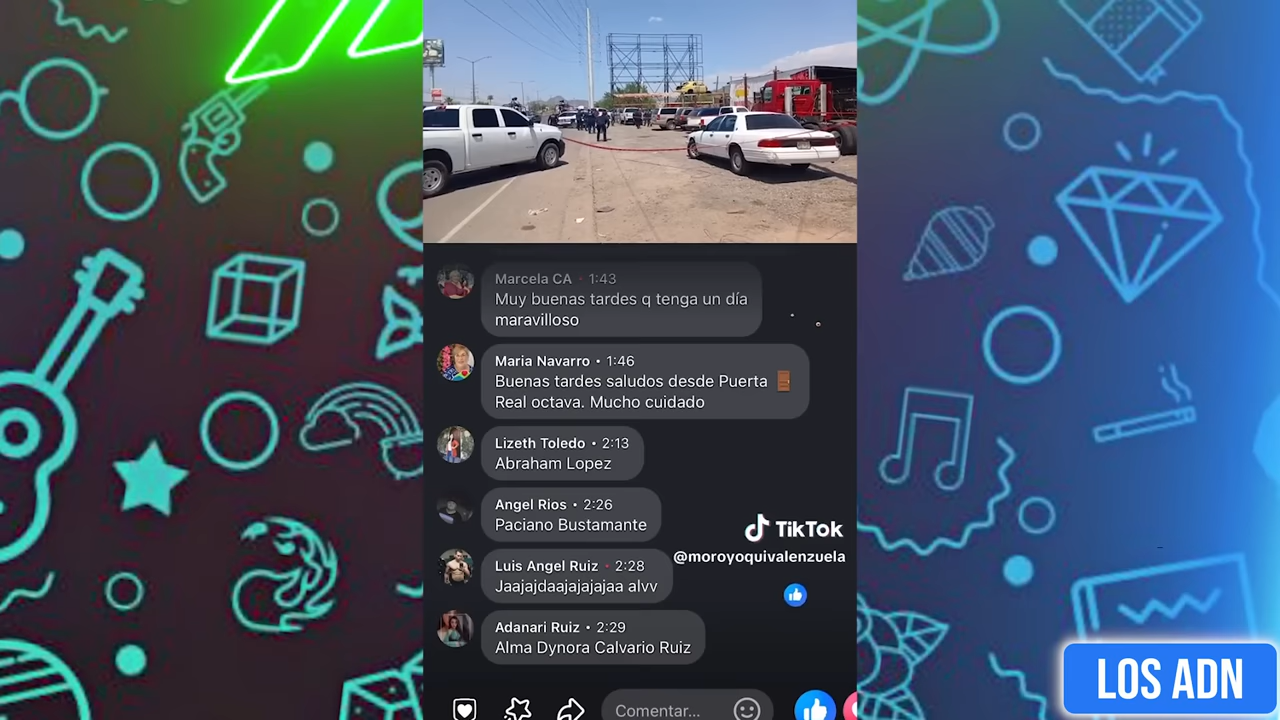 Marcela CA • 1:43
Muy buenas tardes q tenga un día
maravilloso
Maria Navarro • 1:46
Buenas tardes saludos desde Puerta 🚪
Real octava. Mucho cuidado
Lizeth Toledo • 2:13
Abraham Lopez
Angel Rios • 2:26
Paciano Bustamante
TikTok
@moroyoquivalenzuela
Luis Angel Ruiz • 2:28
Jaajajdaajajajajaa alvv
Adanari Ruiz • 2:29
Alma Dynora Calvario Ruiz
Comentar...
LOS ADN